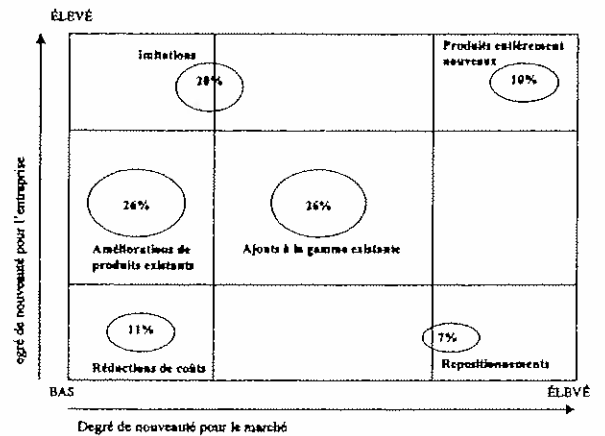 ÉLEVÉ
Imitations
Produits entièrement
nouveaux
20%
10%
egré de nouveauté pour l'entreprise
26%
26%
Améliorations de
produits existants
Ajouts à la gamme existante
11%
7%
Réductions de coûts
Repositionnements
BAS
ÉLEVÉ
Degré de nouveauté pour le marché